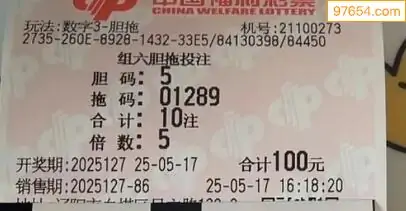 97654.com
中国福利彩票
CHINA WELFARE LOTTERY
玩法:数字3-胆拖 机号:21100273
2735-260E-8928-1432-33E5/84130398/84450
组六胆拖投注
胆码: 5
拖码: 01289
合计: 10注
倍数: 5
开奖期:2025127 25-05-17 合计100元
销售期:2025127-86 25-05-17 16:18:20